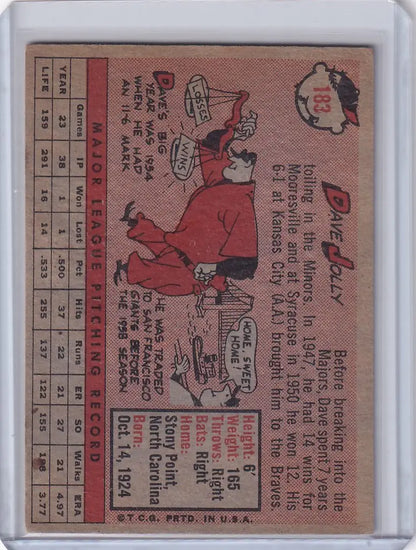 183
DAVE JOLLY
Before breaking into the
Majors Dave spent 7 years
toiling in the Minors. In 1947, he had 14 wins for
Mooresville and at Syracuse in 1950 he won 12. His
6-1 at Kansas City (A.A.) brought him to the Braves.
LOSSES
WINS
DAVE'S BIG
YEAR WAS 1954
WHEN HE HAD
AN 11-6 MARK
HOME, SWEET
HOME!
HE WAS TRADED
TO SAN FRANCISCO
GIANTS BEFORE
THE 1958 SEASON.
Height: 6'
Weight: 165
Throws: Right
Bats: Right
Home:
Stony Point,
North Carolina
Born:
Oct. 14, 1924
MAJOR LEAGUE PITCHING RECORD
Games IP Won Lost Pct Hits Runs ER SO Walks ERA
YEAR 23 38 1 1 .500 37 * 22 21 27 21 4.97
LIFE 159 291 16 14 .533 255 137 122 155 4.77
©T.C.G. PRTD. IN U.S.A.